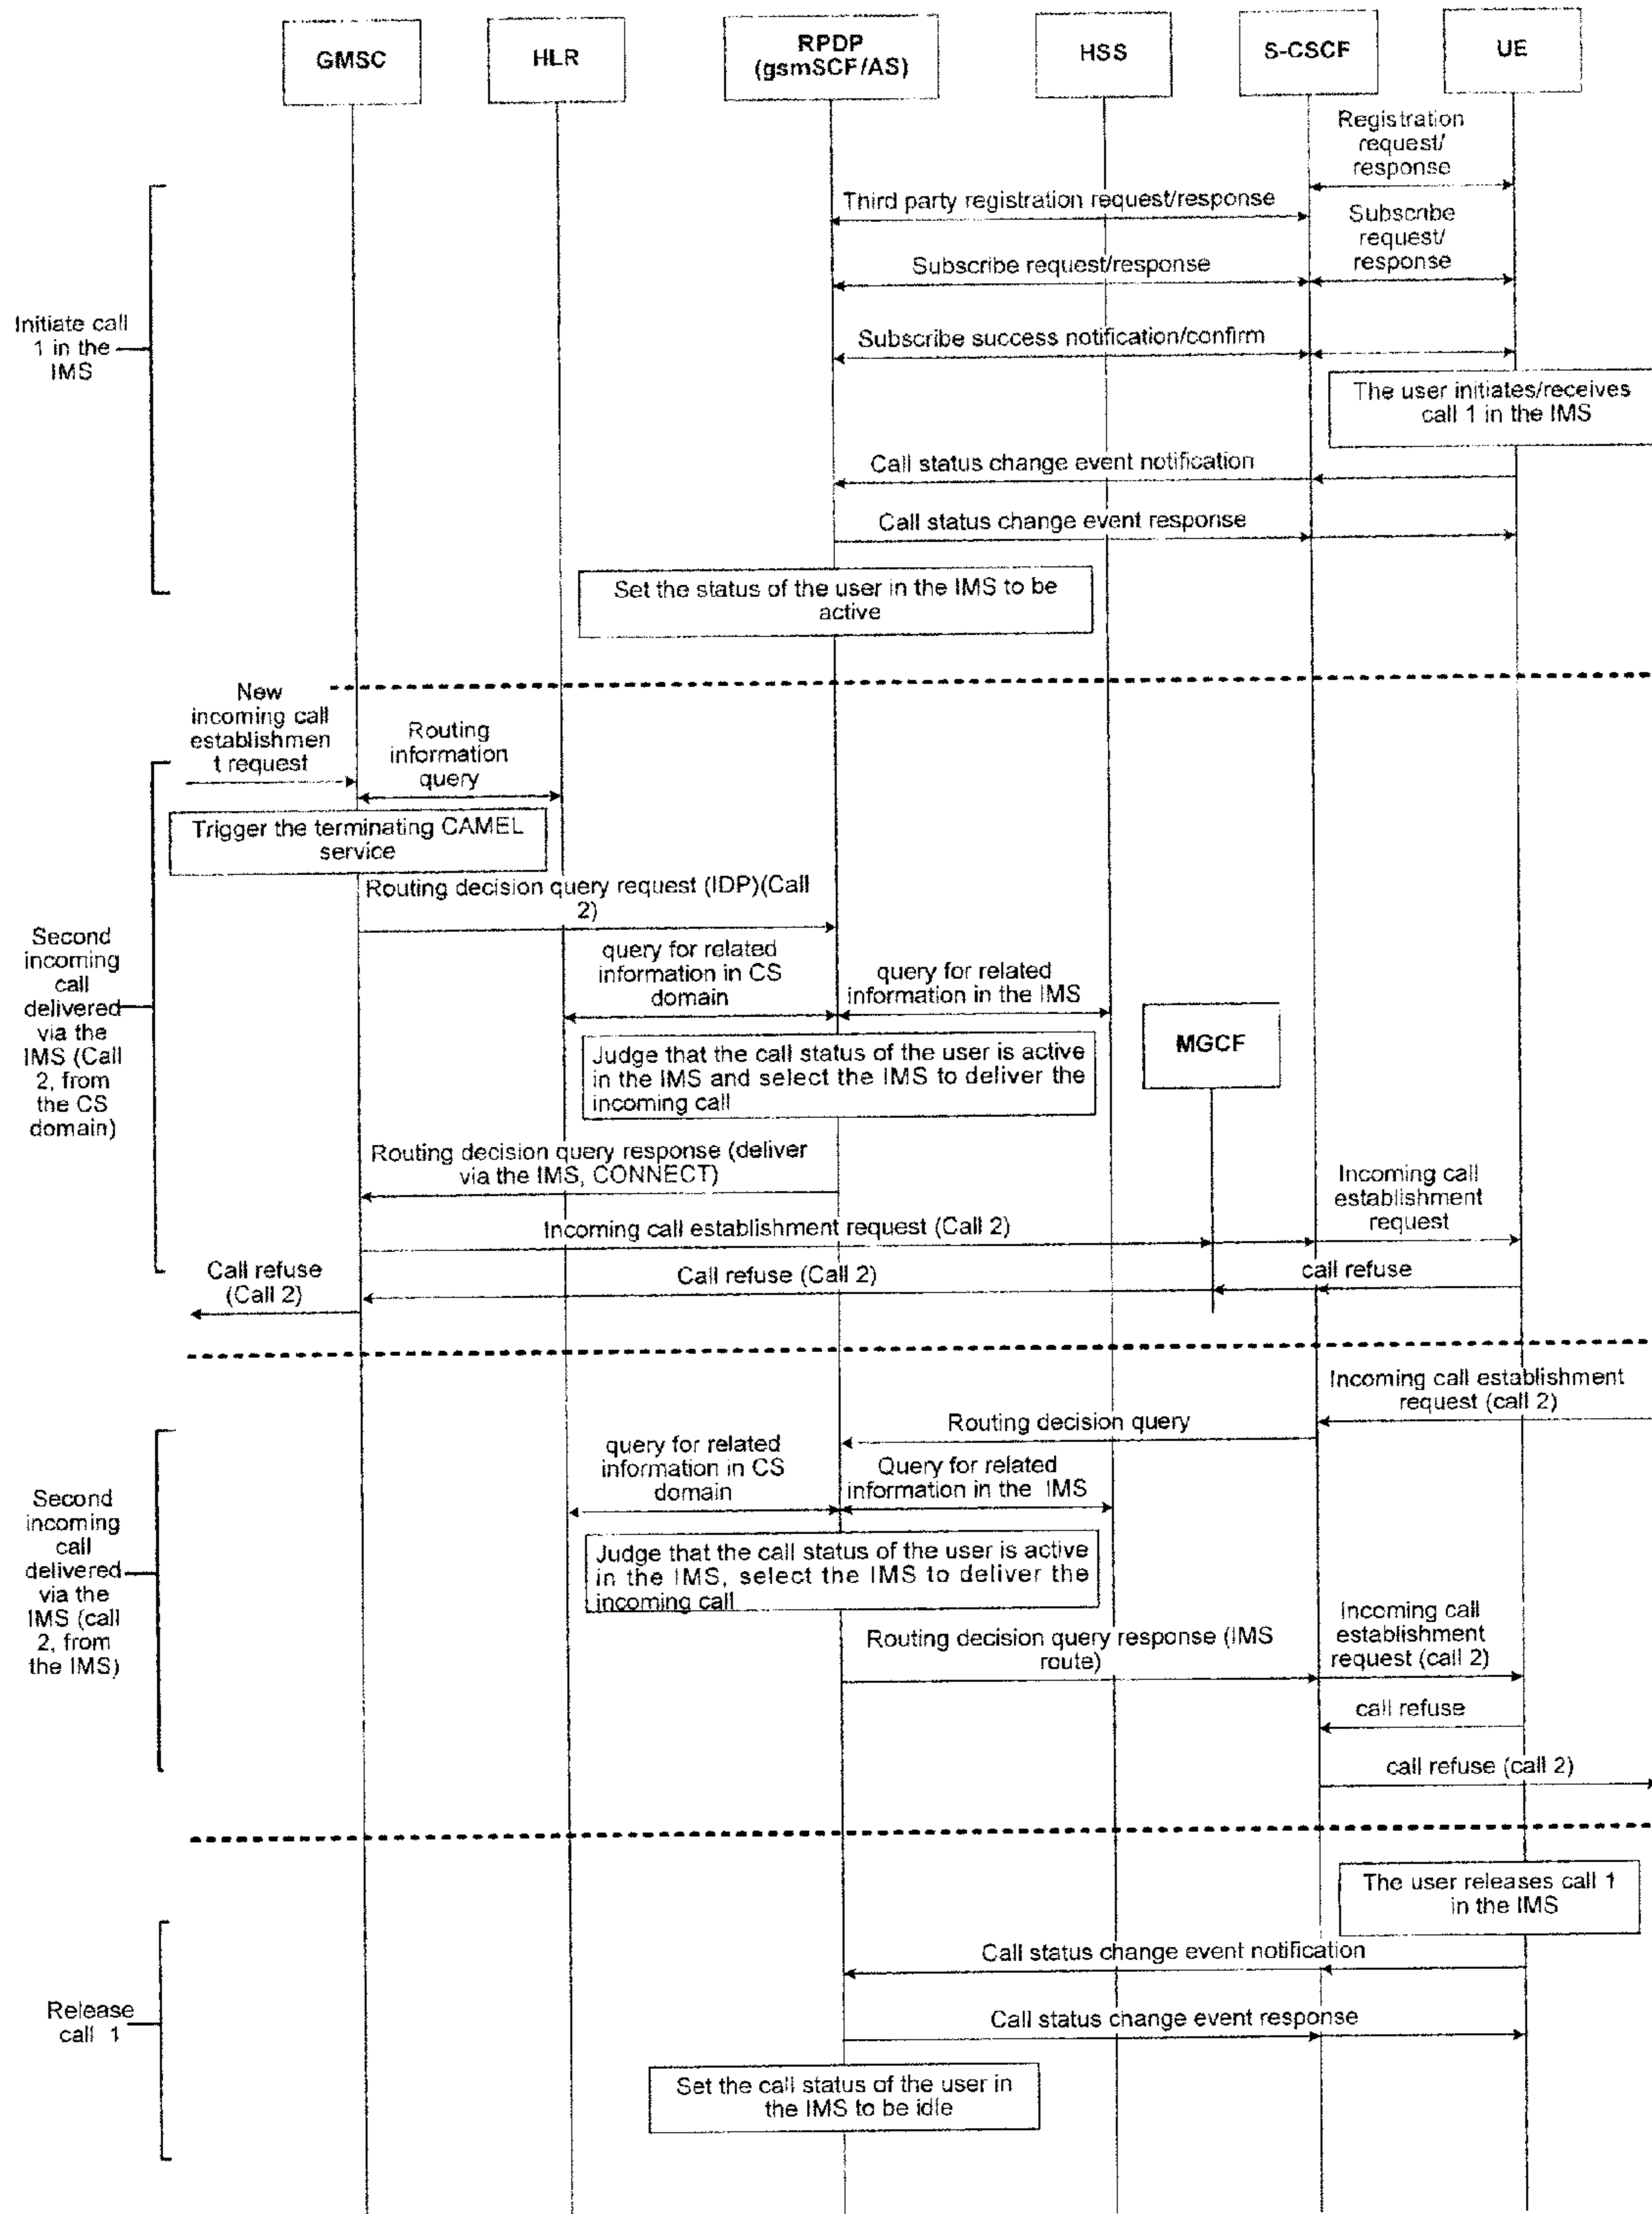 GMSC
HLR
RPDP
(gsmSCF/AS)
HSS
S-CSCF
UE
Registration
request/
response
Third party registration request/response
Subscribe
request/
response
Subscribe request/response
Initiate call
1 in the
IMS
Subscribe success notification/confirm
The user initiates/receives
call 1 in the IMS
Call status change event notification
Call status change event response
Set the status of the user in the IMS to be
active
New
incoming call
establishmen
t request
Routing
information
query
Trigger the terminating CAMEL
service
Routing decision query request (IDP)(Call
2)
Second
incoming
call
delivered
via the
IMS (Call
2, from
the CS
domain)
query for related
information in CS
domain
query for related
information in the IMS
MGCF
Judge that the call status of the user is active
in the IMS and select the IMS to deliver the
incoming call
Routing decision query response (deliver
via the IMS, CONNECT)
Incoming call
establishment
request
Incoming call establishment request (Call 2)
Call refuse
(Call 2)
Call refuse (Call 2)
call refuse
Incoming call establishment
request (call 2)
Routing decision query
query for related
information in CS
domain
Query for related
information in the IMS
Second
incoming
call
delivered
via the
IMS (call
2, from
the IMS)
Judge that the call status of the user is active
in the IMS, select the IMS to deliver the
incoming call
Routing decision query response (IMS
route)
Incoming call
establishment
request (call 2)
call refuse
call refuse (call 2)
The user releases call 1
in the IMS
Call status change event notification
Release
call 1
Call status change event response
Set the call status of the user in
the IMS to be idle